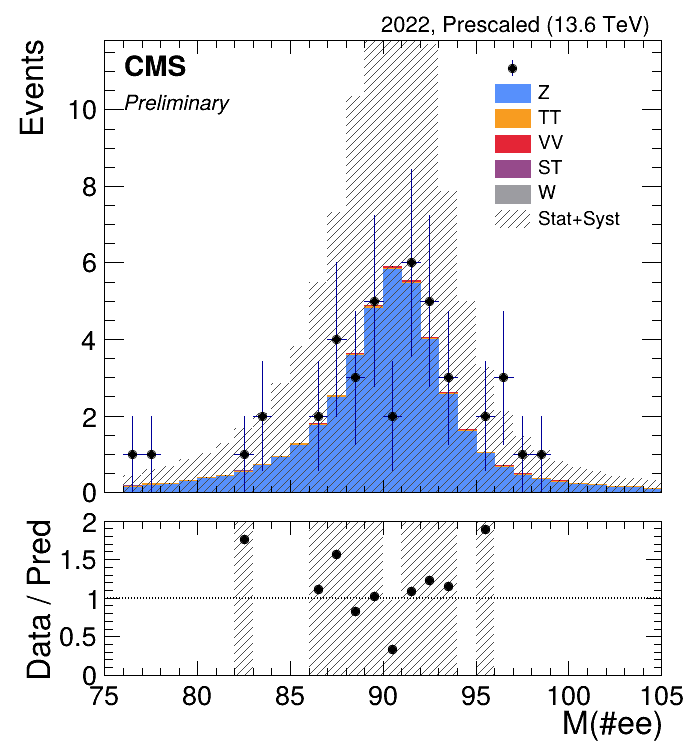 2022, Prescaled (13.6 TeV)
CMS
Preliminary
Events
10
8
6
4
2
0
Z
TT
VV
ST
W
Stat+Syst
Data / Pred
2
1.5
1
0.5
0
75 80 85 90 95 100 105
M(#ee)